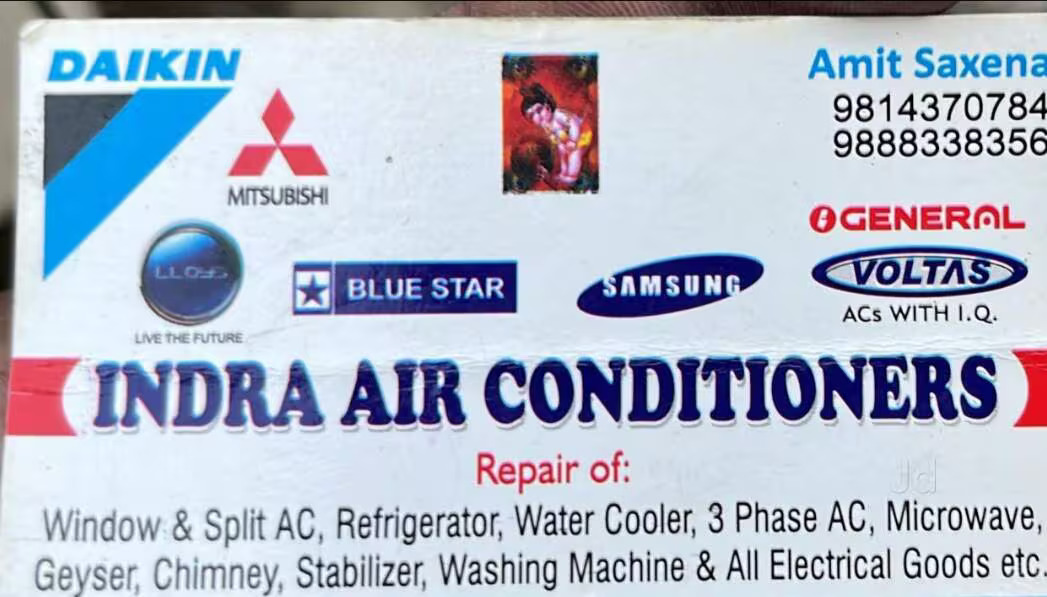 DAIKIN
Amit Saxena
9814370784
9888338356
MITSUBISHI
GENERAL
LLOYD
BLUE STAR
SAMSUNG
VOLTAS
ACs WITH I.Q.
LIVE THE FUTURE
INDRA AIR CONDITIONERS
Repair of:
Jd
Window & Split AC, Refrigerator, Water Cooler, 3 Phase AC, Microwave,
Geyser, Chimney, Stabilizer, Washing Machine & All Electrical Goods etc.